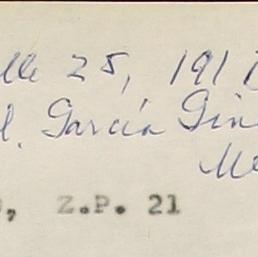 lle 25, 191
l. García Gin
Me
, Z.P. 21